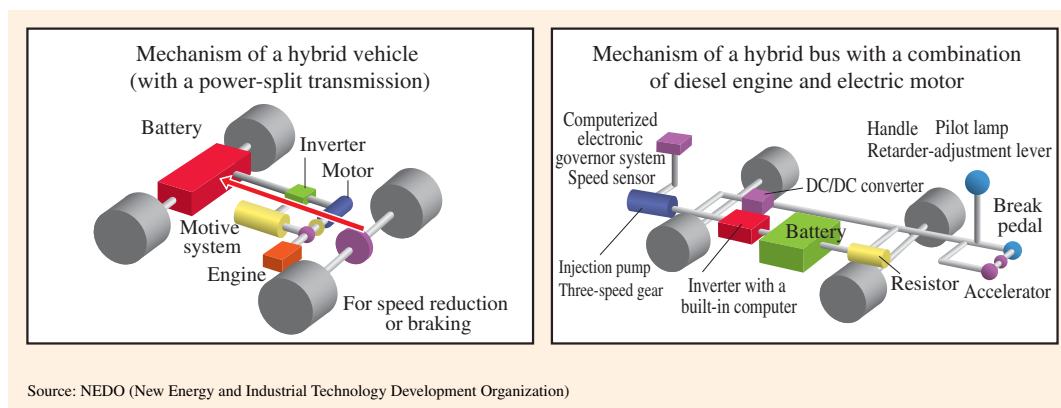 Mechanism of a hybrid vehicle
(with a power-split transmission)
Battery
Inverter
Motor
Motive
system
Engine
For speed reduction
or braking
Mechanism of a hybrid bus with a combination
of diesel engine and electric motor
Computerized
electronic
governor system
Speed sensor
Handle Pilot lamp
Retarder-adjustment lever
DC/DC converter
Break
pedal
Battery
Injection pump
Three-speed gear
Inverter with a
built-in computer
Resistor
Accelerator
Source: NEDO (New Energy and Industrial Technology Development Organization)